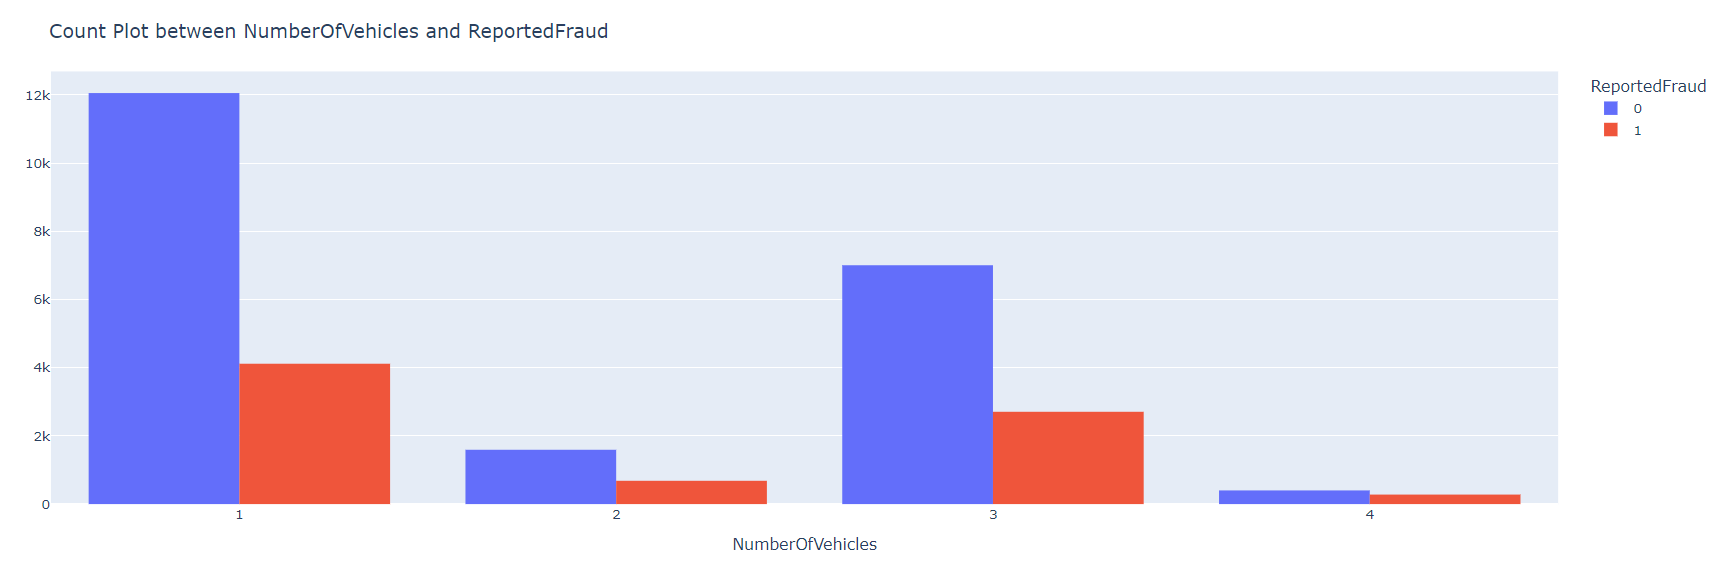 Count Plot between NumberOfVehicles and ReportedFraud
ReportedFraud
0
1
12k
10k
8k
6k
4k
2k
0
1 2 3 4
NumberOfVehicles